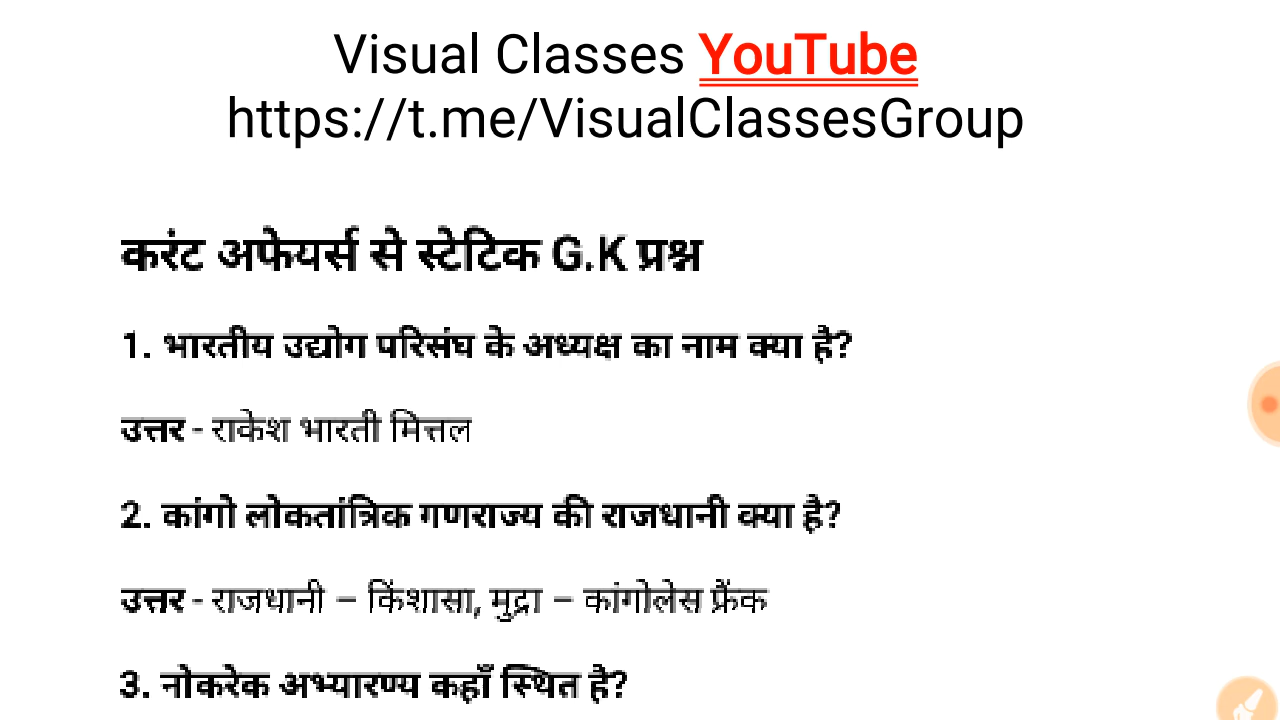 Visual Classes YouTube
https://t.me/VisualClassesGroup
करंट अफेयर्स से स्टेटिक G.K प्रश्न
1. भारतीय उद्योग परिसंघ के अध्यक्ष का नाम क्या है?
उत्तर - राकेश भारती मित्तल
2. कांगो लोकतांत्रिक गणराज्य की राजधानी क्या है?
उत्तर - राजधानी – किंशासा, मुद्रा – कांगोलेस फ्रैंक
3. नोकरेक अभ्यारण्य कहाँ स्थित है?